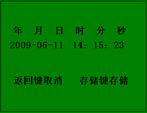 年 月 日 时 分 秒
2009-06-11 14:15:23
返回键取消 存储键存储